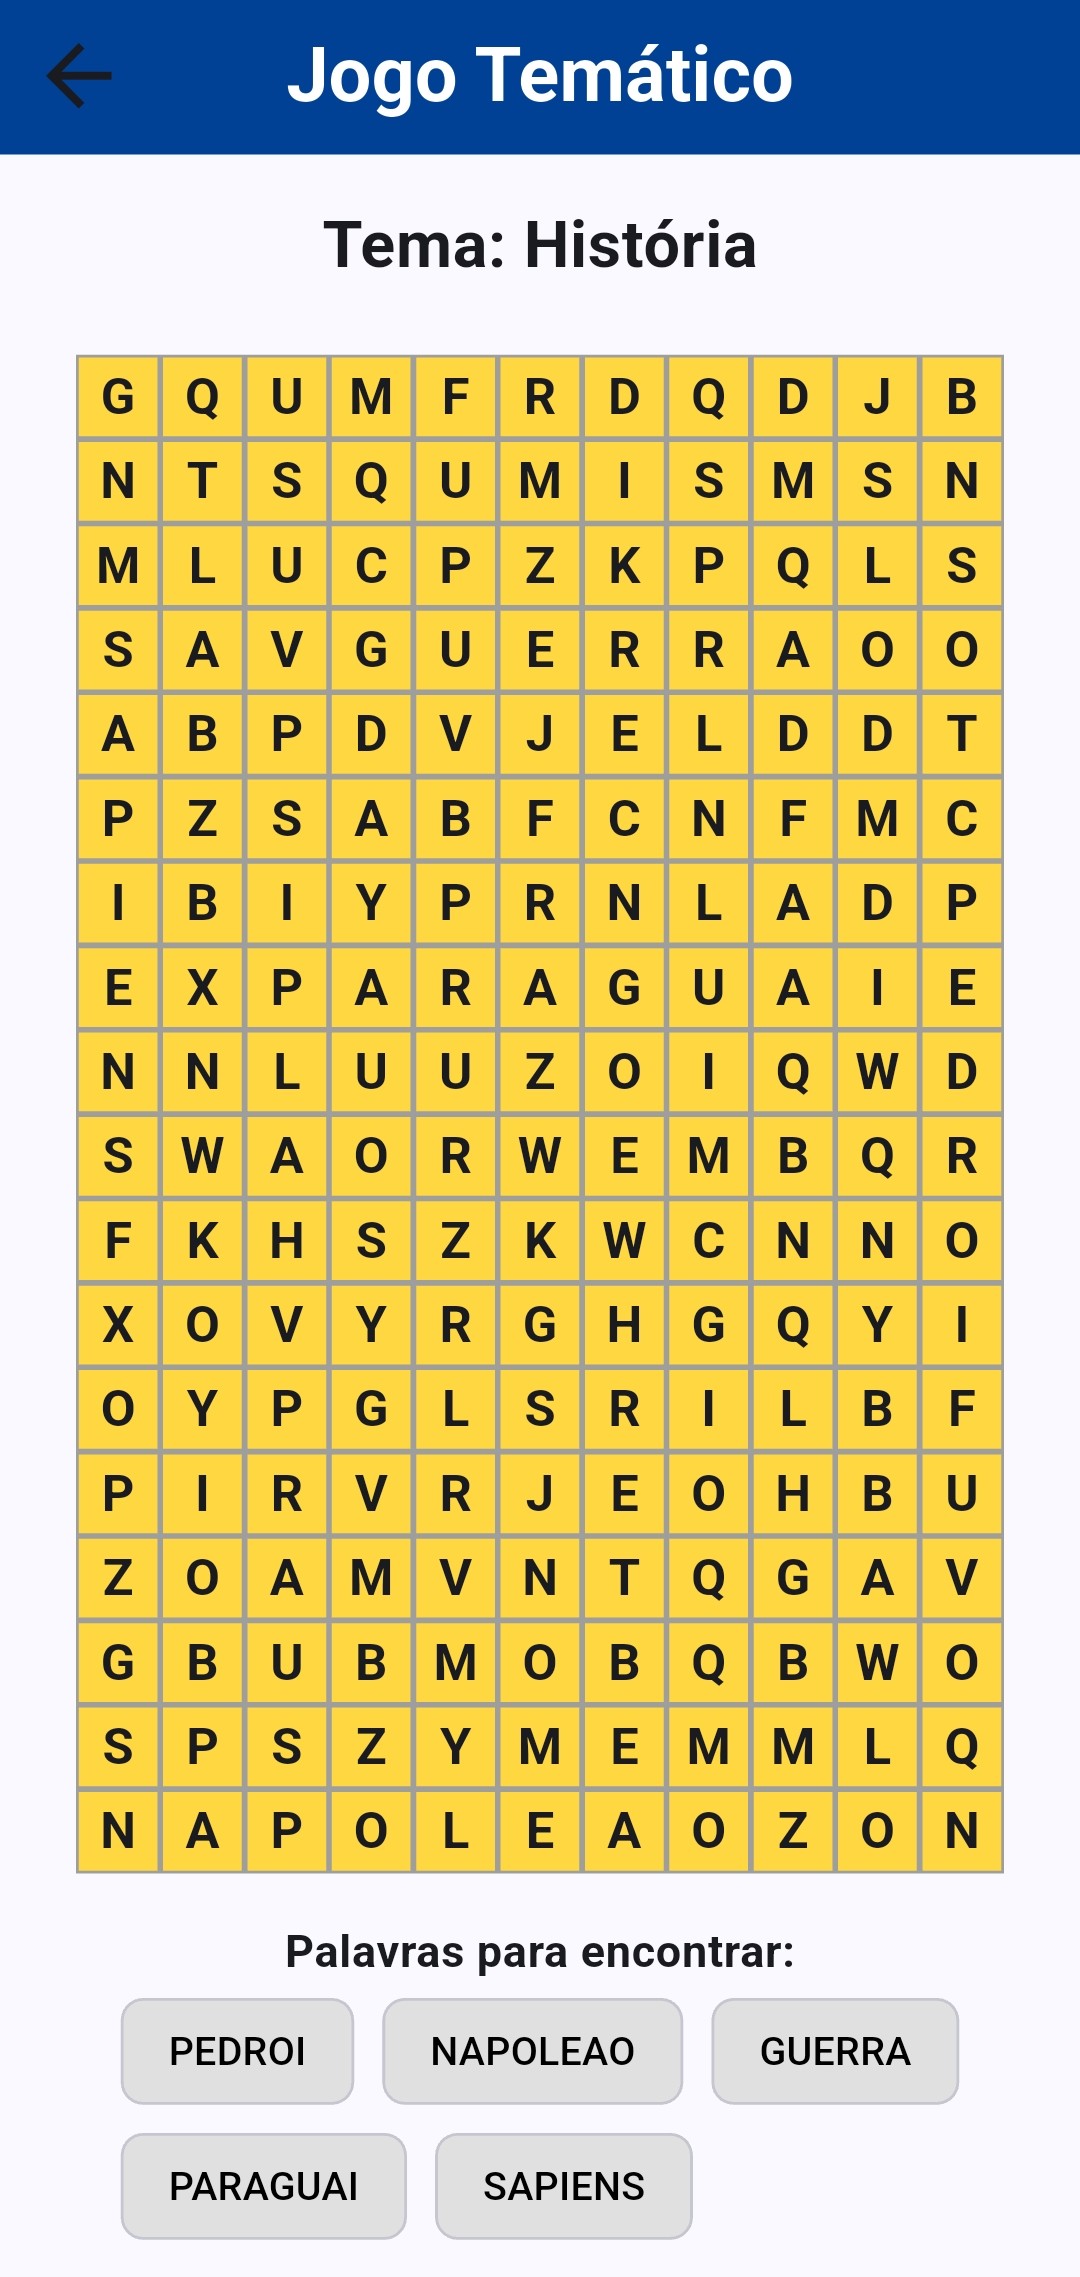 Jogo Temático
Tema: História
G Q U M F R D Q D J B
N T S Q U M I S M S N
M L U C P Z K P Q L S
S A V G U E R R A O O
A B P D V J E L D D T
P Z S A B F C N F M C
I B I Y P R N L A D P
E X P A R A G U A I E
N N L U U Z O I Q W D
S W A O R W E M B Q R
F K H S Z K W C N N O
X O V Y R G H G Q Y I
O Y P G L S R I L B F
P I R V R J E O H B U
Z O A M V N T Q G A V
G B U B M O B Q B W O
S P S Z Y M E M M L Q
N A P O L E A O Z O N
Palavras para encontrar:
PEDROI NAPOLEAO GUERRA
PARAGUAI SAPIENS